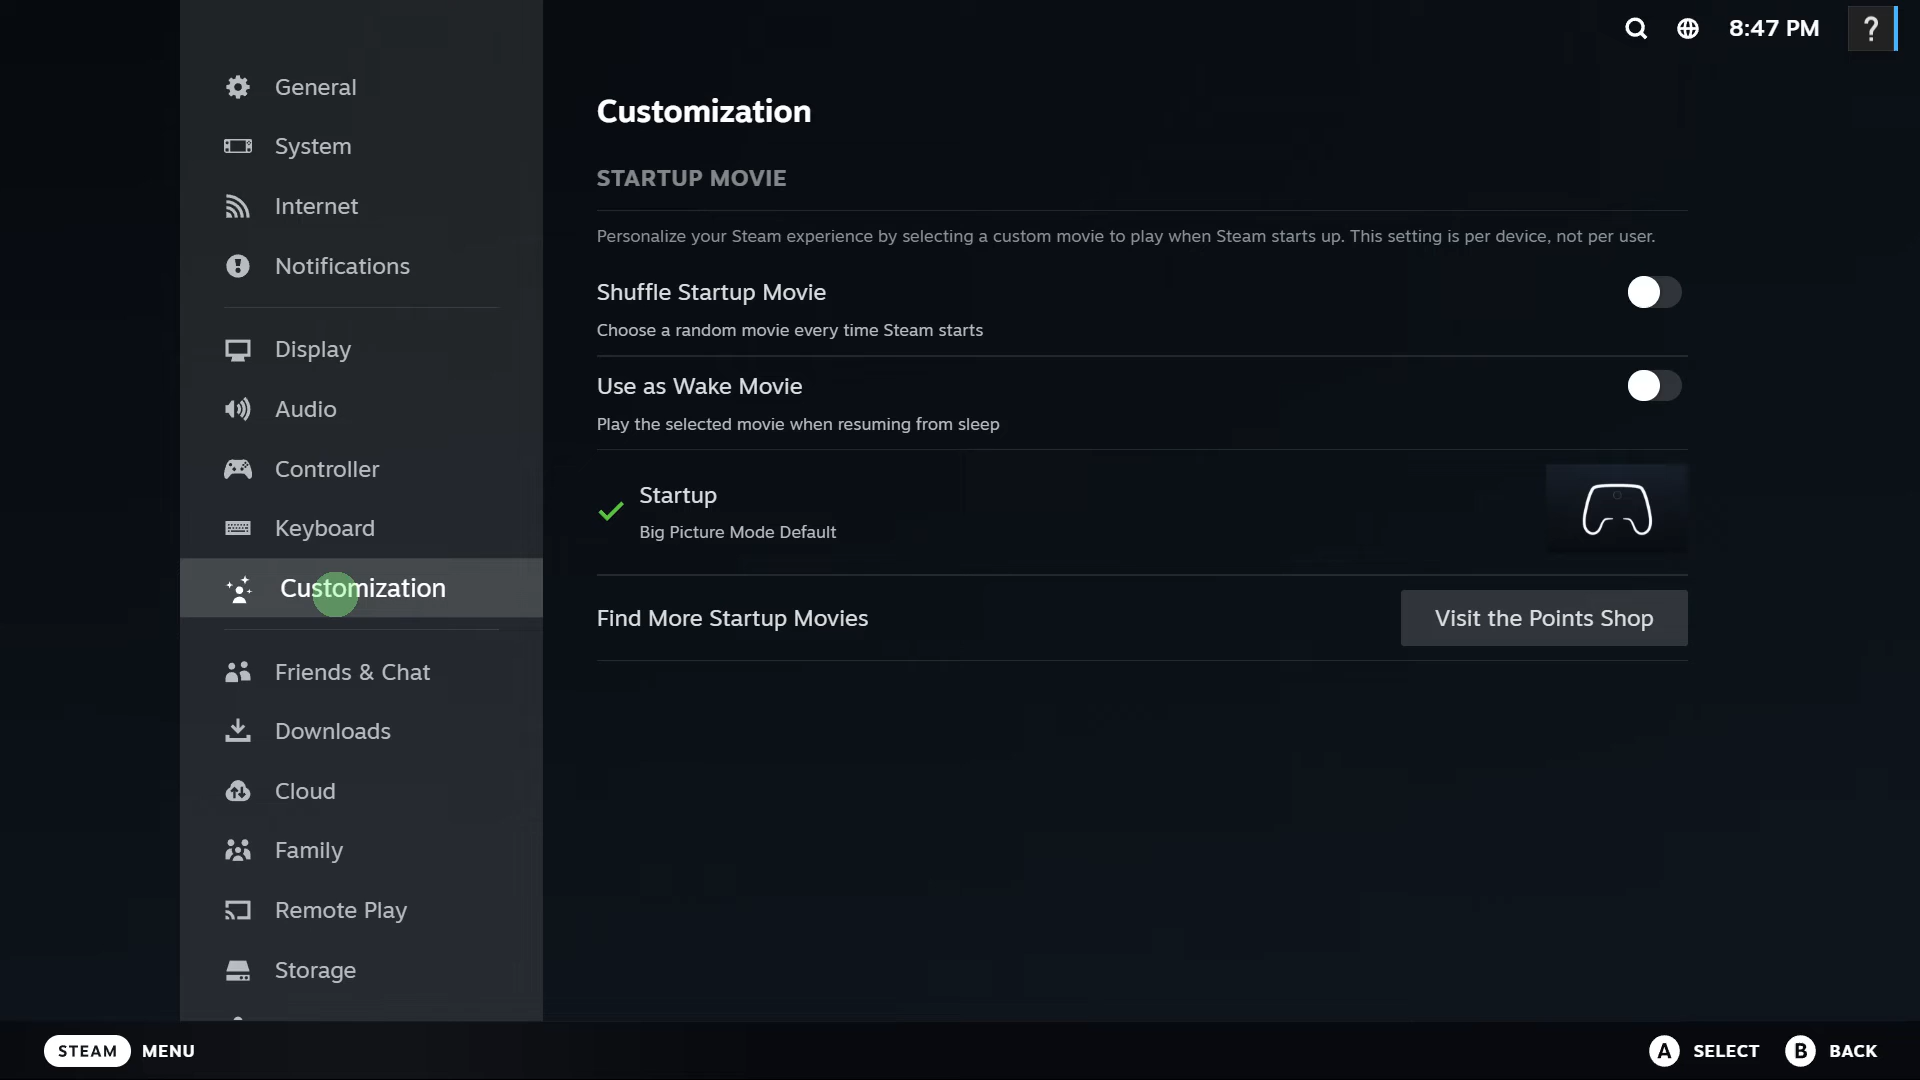 8:47 PM
?
General
System
Internet
Notifications
Display
Audio
Controller
Keyboard
Customization
Friends & Chat
Downloads
Cloud
Family
Remote Play
Storage
Customization
STARTUP MOVIE
Personalize your Steam experience by selecting a custom movie to play when Steam starts up. This setting is per device, not per user.
Shuffle Startup Movie
Choose a random movie every time Steam starts
Use as Wake Movie
Play the selected movie when resuming from sleep
Startup
Big Picture Mode Default
Find More Startup Movies
Visit the Points Shop
STEAM MENU
A SELECT B BACK